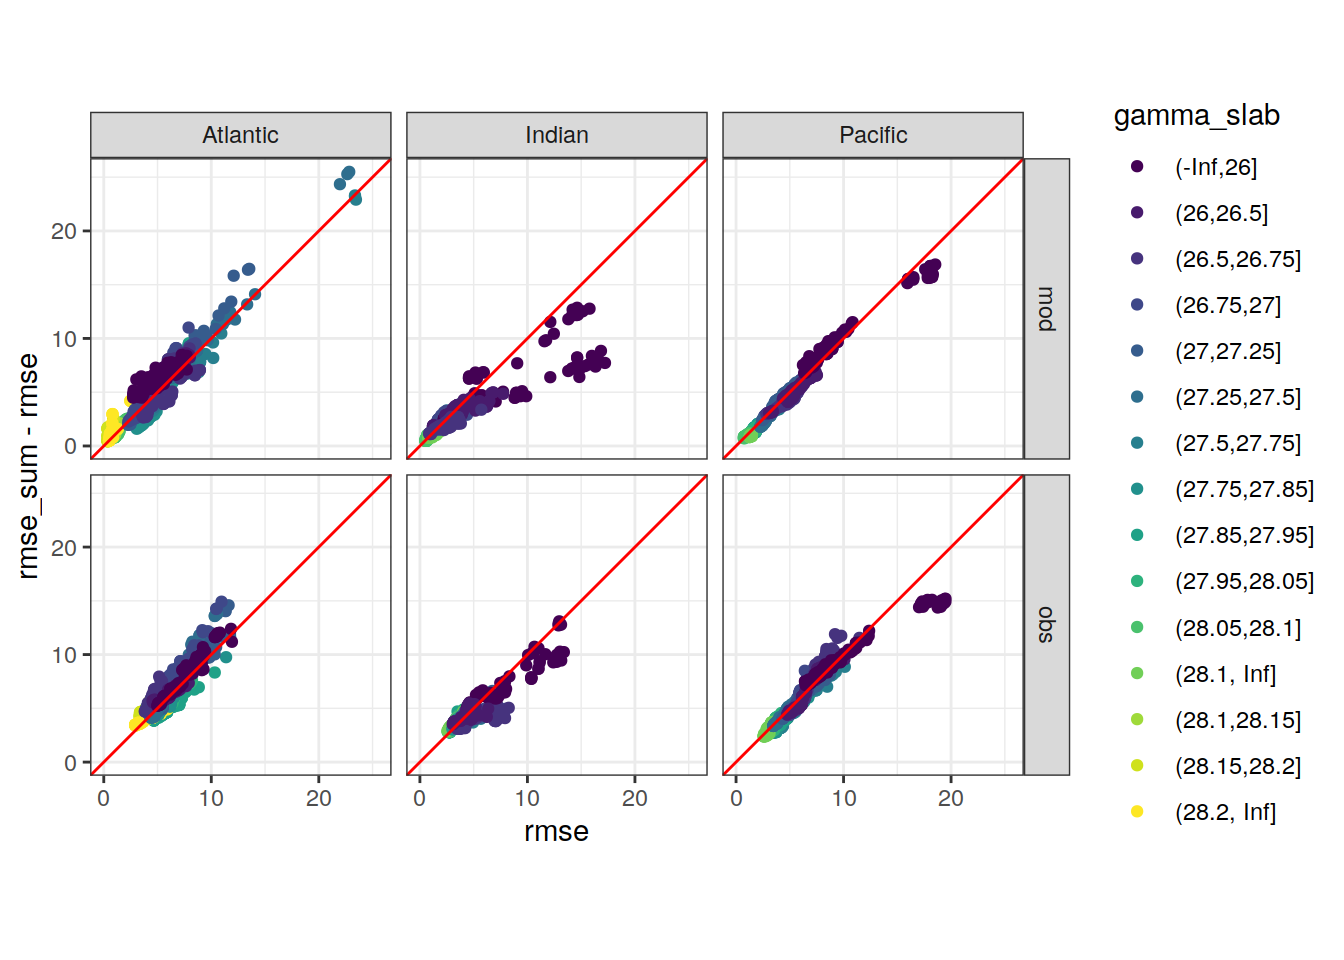 Atlantic
Indian
Pacific
mod
obs
20
10
0
20
10
0
0
10
20
0
10
20
0
10
20
rmse
rmse_sum - rmse
gamma_slab
(-Inf,26]
(26,26.5]
(26.5,26.75]
(26.75,27]
(27,27.25]
(27.25,27.5]
(27.5,27.75]
(27.75,27.85]
(27.85,27.95]
(27.95,28.05]
(28.05,28.1]
(28.1, Inf]
(28.1,28.15]
(28.15,28.2]
(28.2, Inf]